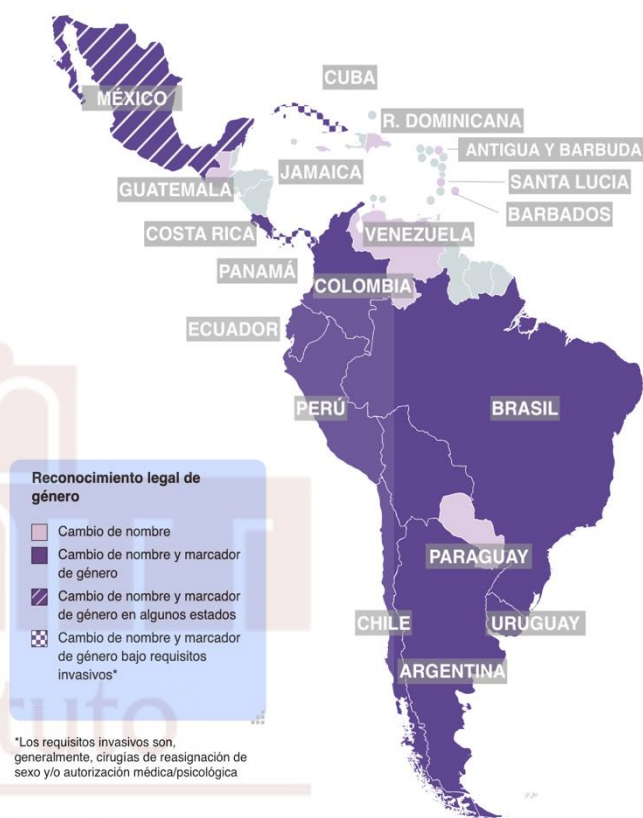 CUBA
MÉXICO
R. DOMINICANA
ANTIGUA Y BARBUDA
JAMAICA
SANTA LUCIA
GUATEMALA
BARBADOS
COSTA RICA
VENEZUELA
PANAMÁ
COLOMBIA
ECUADOR
PERÚ
BRASIL
Reconocimiento legal de
género
Cambio de nombre
Cambio de nombre y marcador
de género
Cambio de nombre y marcador
de género en algunos estados
Cambio de nombre y marcador
de género bajo requisitos
invasivos*
PARAGUAY
CHILE
URUGUAY
ARGENTINA
*Los requisitos invasivos son,
generalmente, cirugías de reasignación de
sexo y/o autorización médica/psicológica